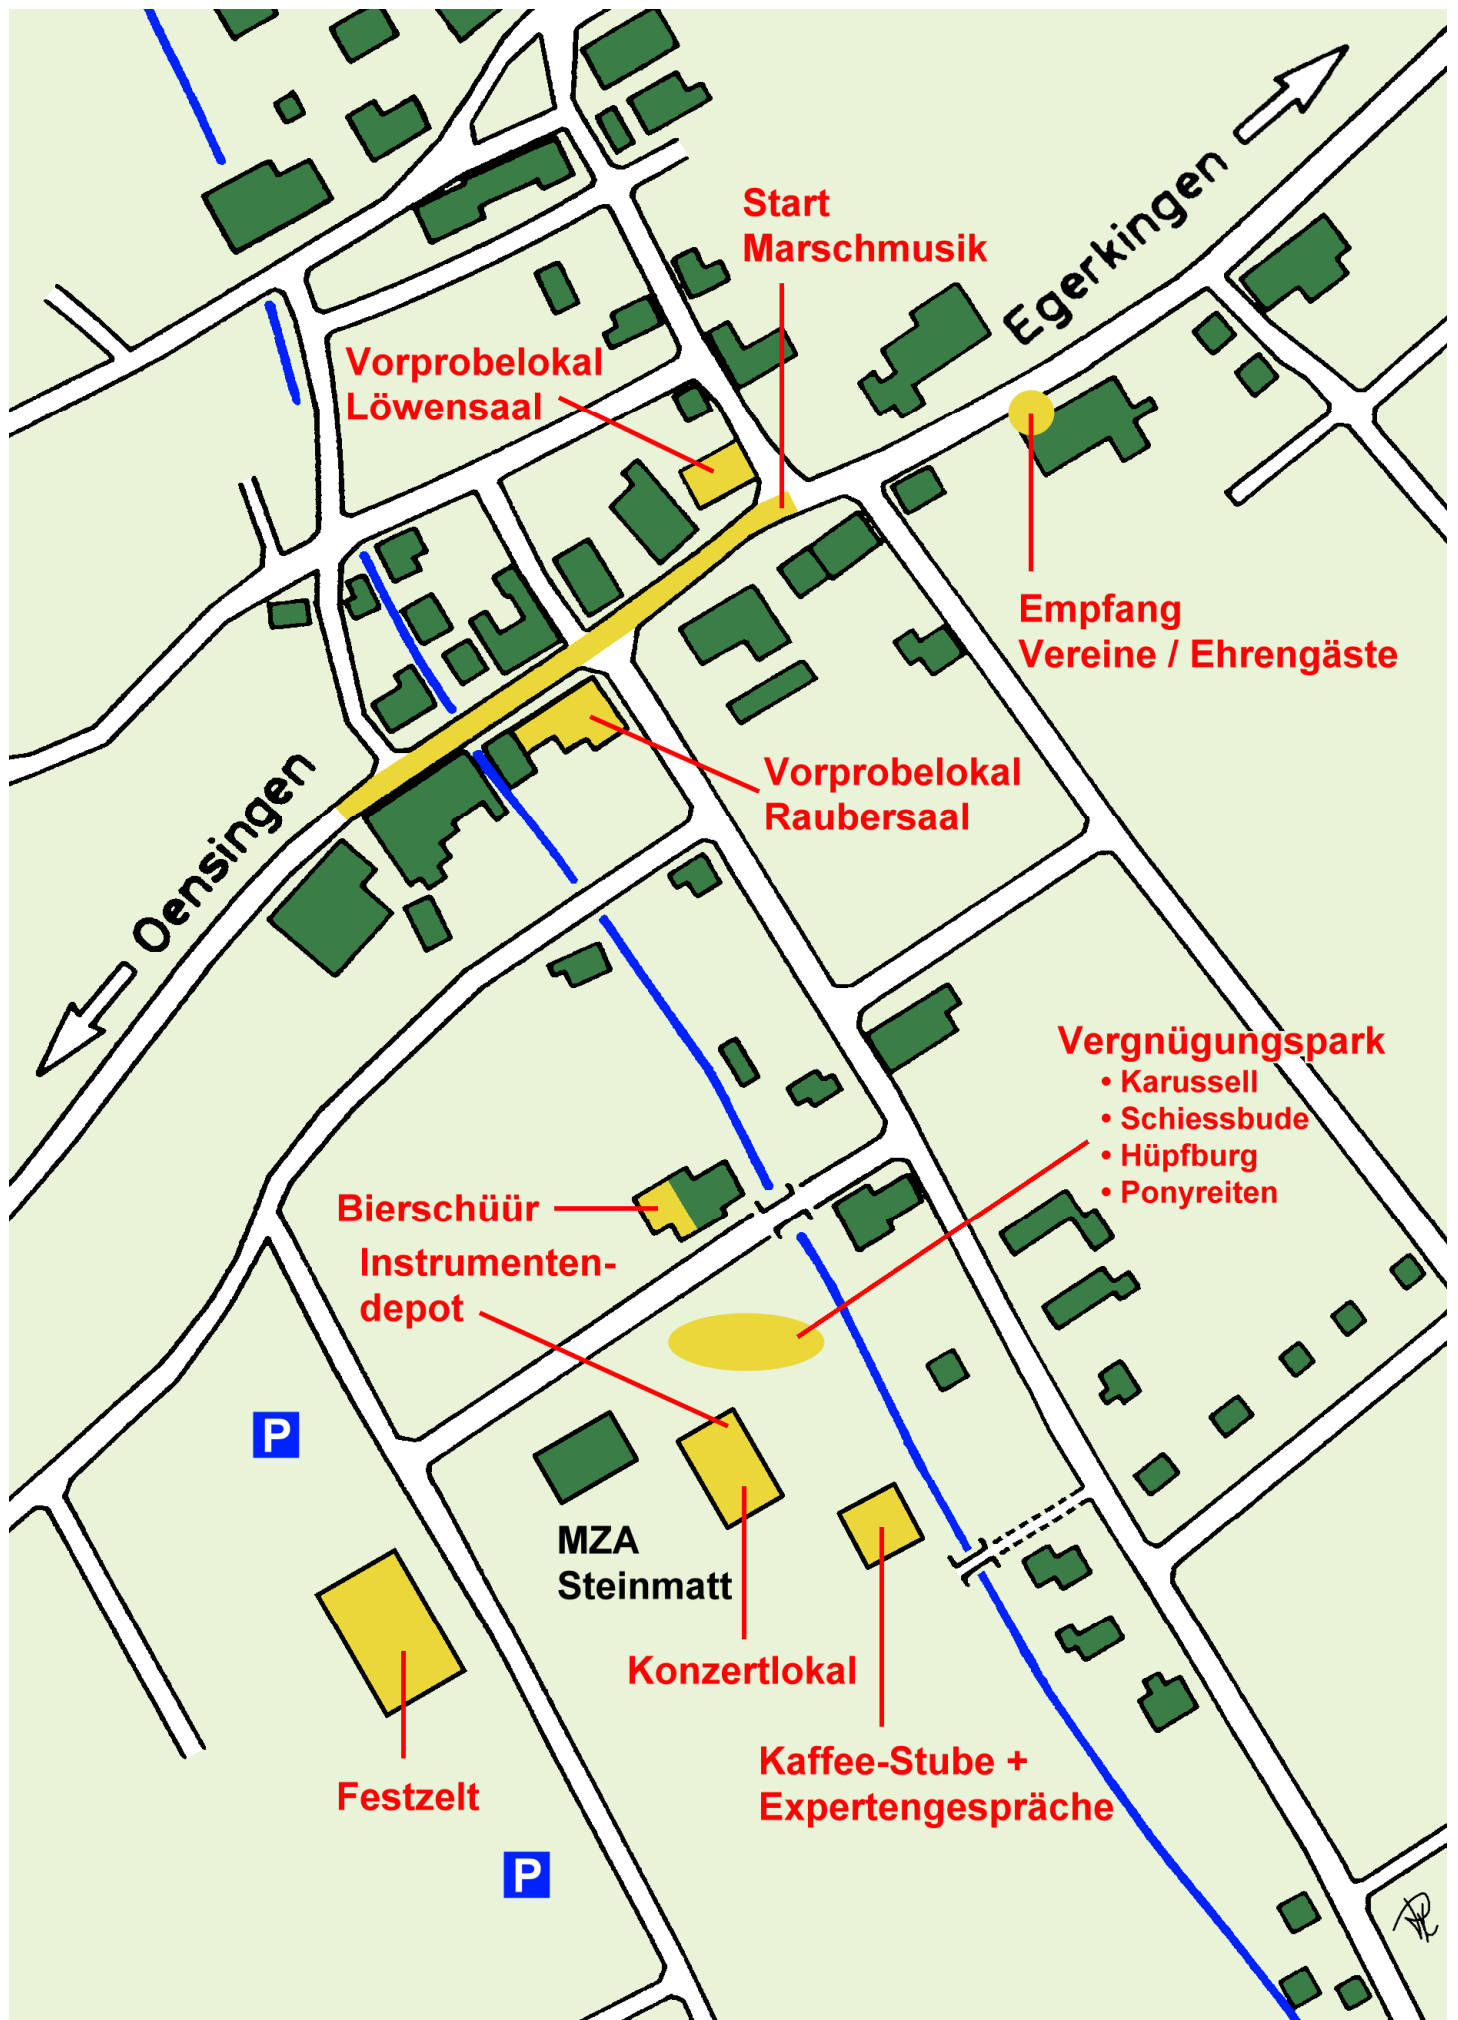 Start
Marschmusik
Egerkingen
Vorprobelokal
Löwensaal
Empfang
Vereine / Ehrengäste
Vorprobelokal
Raubersaal
Oensingen
Vergnügungspark
• Karussell
• Schiessbude
• Hüpfburg
• Ponyreiten
Bierschüür
Instrumenten-
depot
P
MZA
Steinmatt
Konzertlokal
Kaffee-Stube +
Expertengespräche
Festzelt
P